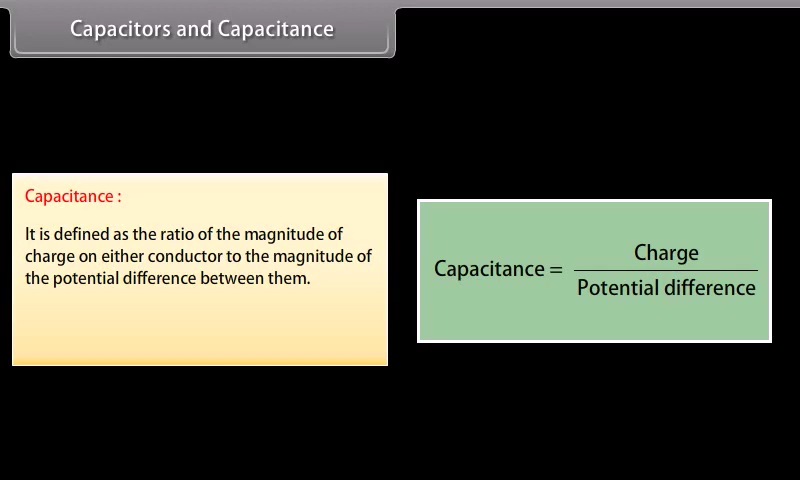 Capacitors and Capacitance
Capacitance :
It is defined as the ratio of the magnitude of
charge on either conductor to the magnitude of
the potential difference between them.
Capacitance = Charge
Potential difference